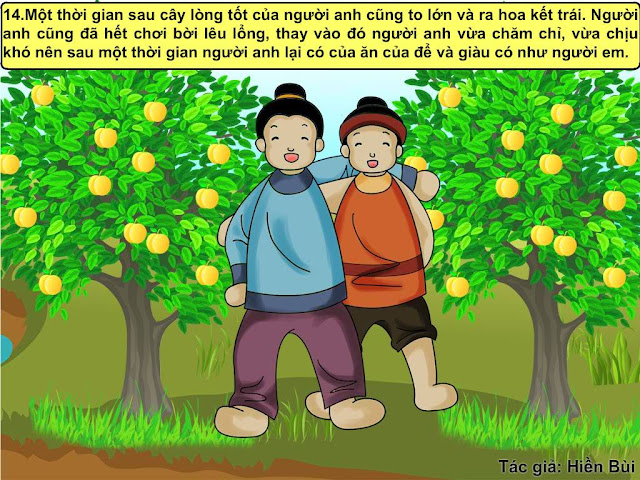 14.Một thời gian sau cây lòng tốt của người anh cũng to lớn và ra hoa kết trái. Người
anh cũng đã hết chơi bời lêu lổng, thay vào đó người anh vừa chăm chỉ, vừa chịu
khó nên sau một thời gian người anh lại có của ăn của để và giàu có như người em.
Tác giả: Hiền Bùi